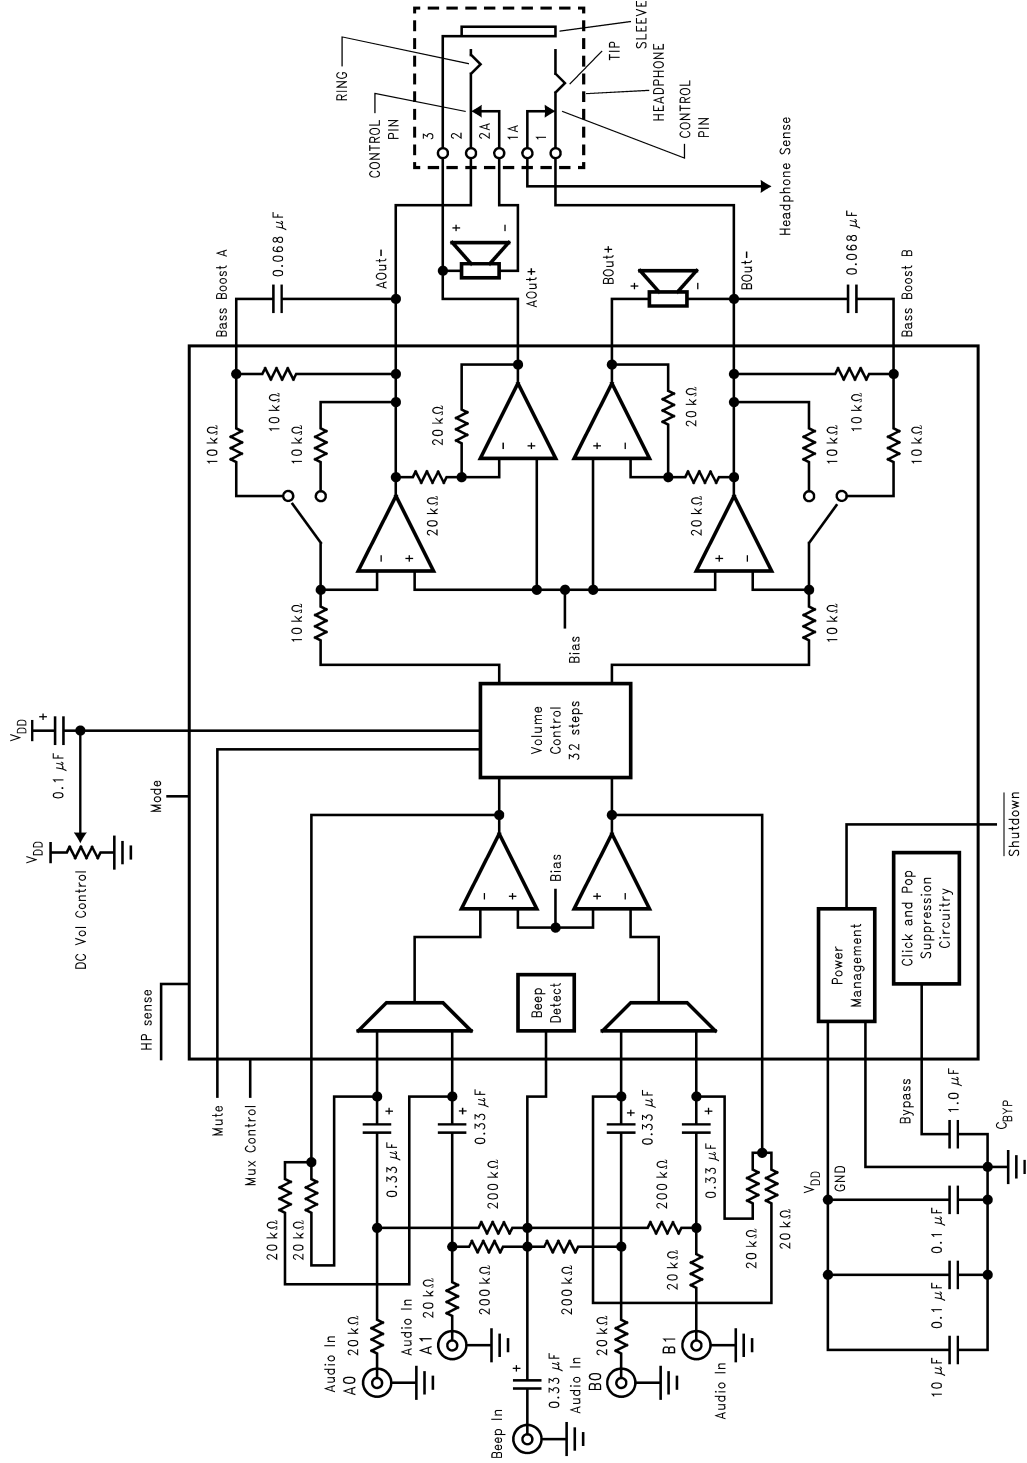 SLEEVE
TIP
HEADPHONE
CONTROL
PIN
RING
CONTROL
PIN
3
2
2A
1A
1
Headphone Sense
Bass Boost A
0.068 µF
AOut-
+
-
AOut+
BOut+
+
-
BOut-
0.068 µF
Bass Boost B
10 kΩ
10 kΩ
10 kΩ
20 kΩ
20 kΩ
-
+
+
-
20 kΩ
20 kΩ
10 kΩ
10 kΩ
10 kΩ
-
+
+
-
10 kΩ
Bias
10 kΩ
VDD
+
0.1 µF
VDD
DC Vol Control
Mode
HP sense
Mute
Mux Control
Volume
Control
32 steps
-
+
+
-
Bias
Beep
Detect
Power
Management
Click and Pop
Suppression
Circuitry
Shutdown
Bypass
1.0 µF
CBYP
VDD
GND
0.1 µF
0.1 µF
10 µF
+
0.33 µF
+
0.33 µF
+
0.33 µF
+
0.33 µF
20 kΩ
20 kΩ
200 kΩ
200 kΩ
200 kΩ
200 kΩ
20 kΩ
20 kΩ
20 kΩ
20 kΩ
20 kΩ
20 kΩ
Audio In
A0
Audio In
A1
Beep In
+
0.33 µF
Audio In
B0
B1
Audio In